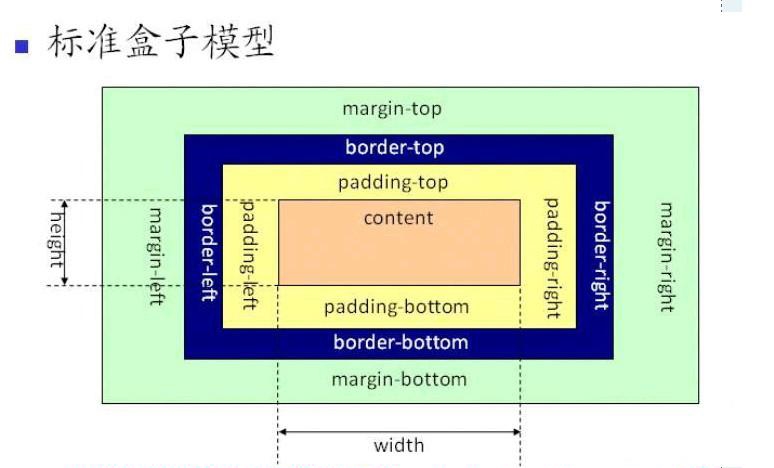 标准盒子模型
margin-top
border-top
padding-top
content
height
margin-left
border-left
padding-left
padding-right
border-right
margin-right
padding-bottom
border-bottom
margin-bottom
width